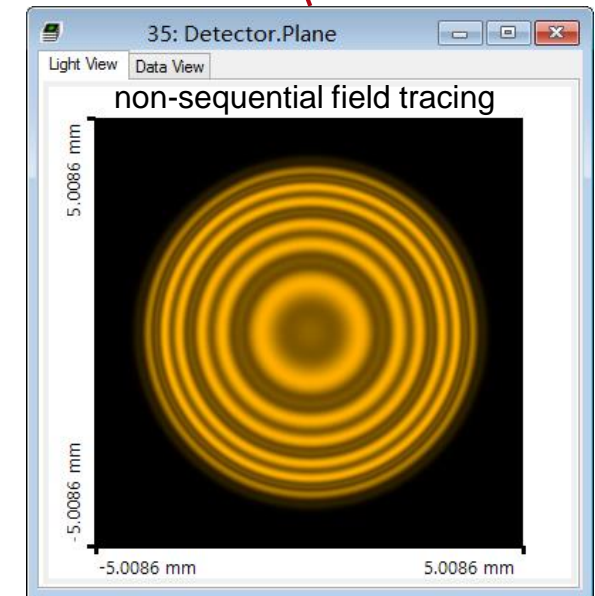 35: Detector.Plane
Light View Data View
non-sequential field tracing
5.0086 mm
-5.0086 mm
-5.0086 mm 5.0086 mm